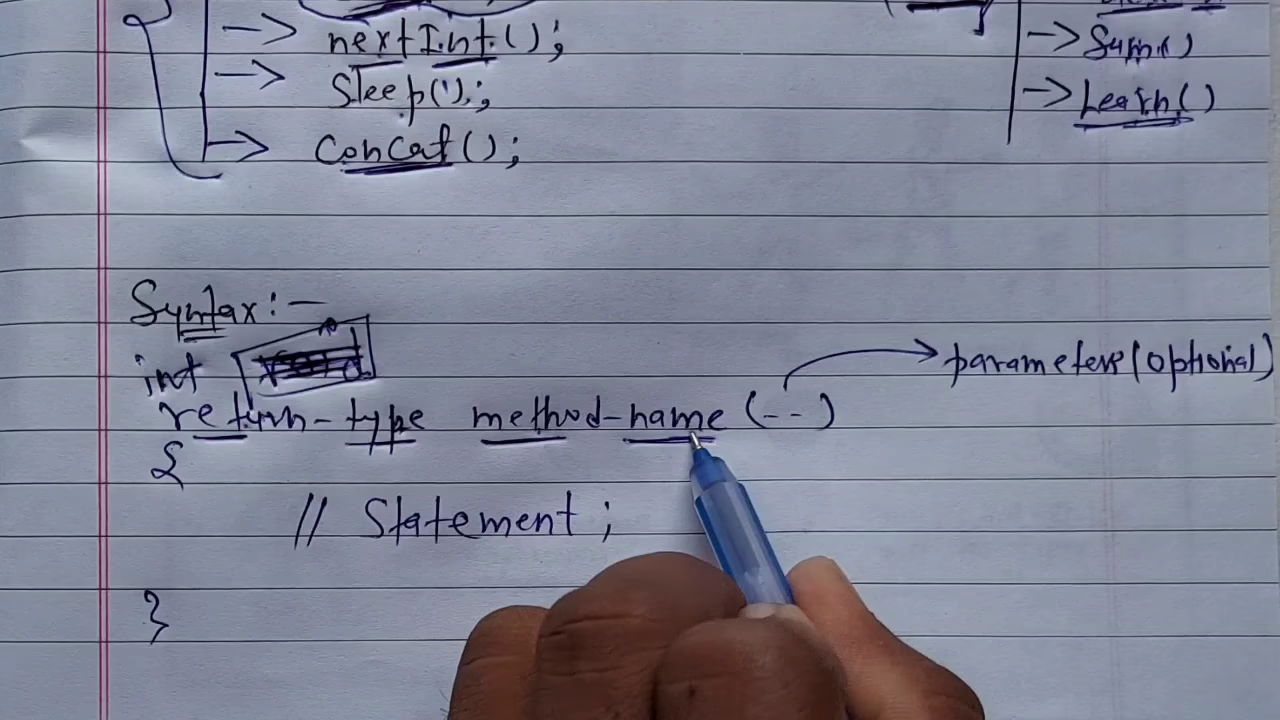 nextInt();
Sleep();
Concat();
Sum()
Learn()
Syntax:-
int
return-type method-name (--)
parameters(optional)
{
// Statement;
}